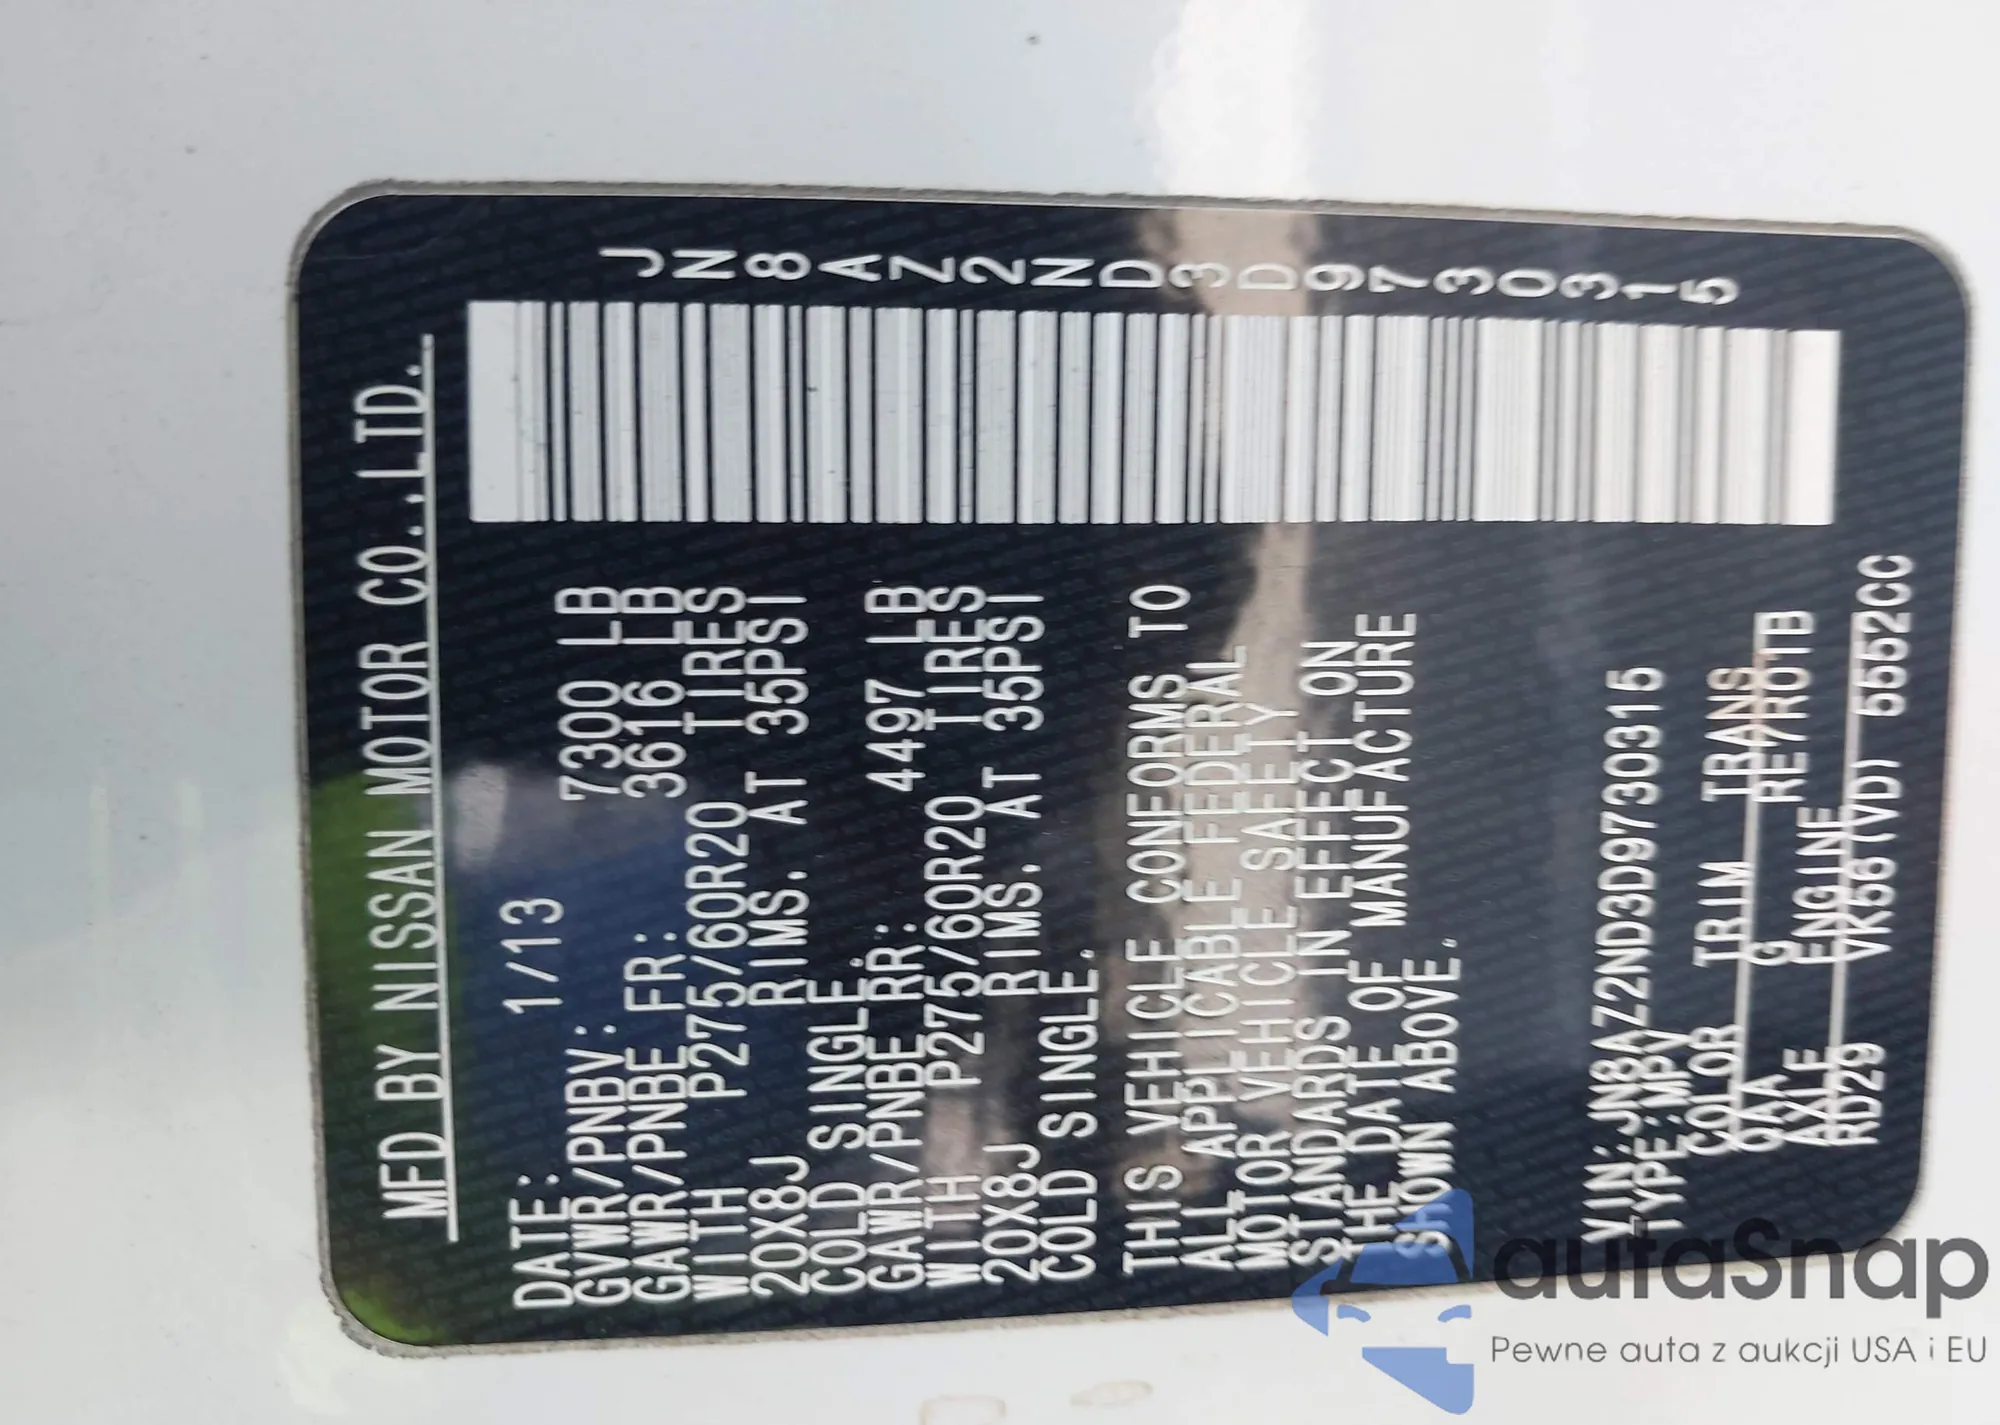 MFD BY NISSAN MOTOR CO.,LTD.
JN8AZ2ND3D9730315
DATE: 1/13
GVWR/PNBV: 7300 LB
GAWR/PNBE FR: 3616 LB
WITH P275/60R20 TIRES
20X8J RIMS. AT 35PSI
COLD SINGLE.
GAWR/PNBE RR: 4497 LB
WITH P275/60R20 TIRES
20X8J RIMS. AT 35PSI
COLD SINGLE.
THIS VEHICLE CONFORMS TO
ALL APPLICABLE FEDERAL
MOTOR VEHICLE SAFETY
STANDARDS IN EFFECT ON
THE DATE OF MANUFACTURE
SHOWN ABOVE.
VIN:JN8AZ2ND3D9730315
TYPE:MPV
COLOR TRIM TRANS
QAA G RE7R01B
AXLE ENGINE
RD29 VK56(VD) 5552CC
autaSnap
Pewne auta z aukcji USA i EU